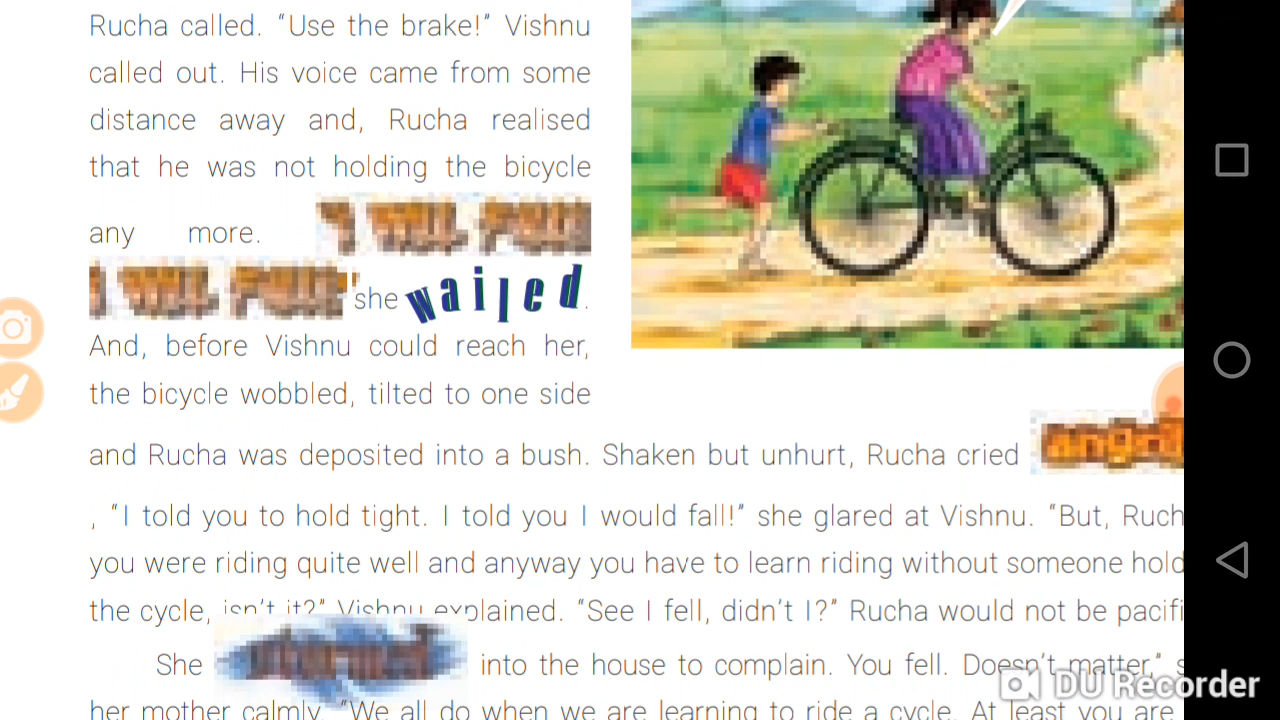 Rucha called. “Use the brake!” Vishnu
called out. His voice came from some
distance away and, Rucha realised
that he was not holding the bicycle
any more. "I WILL
I WILL she wailed.
And, before Vishnu could reach her,
the bicycle wobbled, tilted to one side
and Rucha was deposited into a bush. Shaken but unhurt, Rucha cried
, “I told you to hold tight. I told you I would fall!” she glared at Vishnu. “But, Ruch
you were riding quite well and anyway you have to learn riding without someone hold
the cycle, isn’t it?” Vishnu explained. “See I fell, didn’t I?” Rucha would not be pacifi
She stormed into the house to complain. You fell. Doesn’t matter,” s
her mother calmly. “We all do when we are learning to ride a cycle. At least you are
DU Recorder